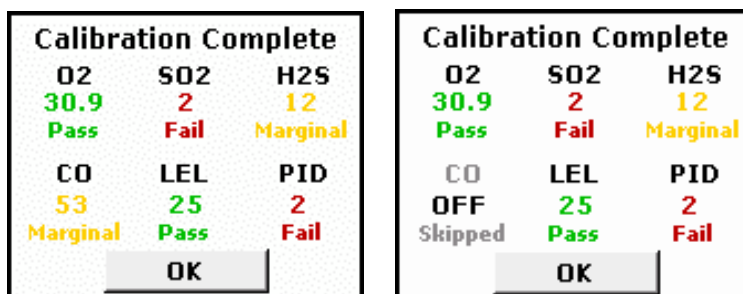 Calibration Complete
O2 SO2 H2S
30.9 2 12
Pass Fail Marginal
CO LEL PID
53 25 2
Marginal Pass Fail
OK
Calibration Complete
O2 SO2 H2S
30.9 2 12
Pass Fail Marginal
CO LEL PID
OFF 25 2
Skipped Pass Fail
OK